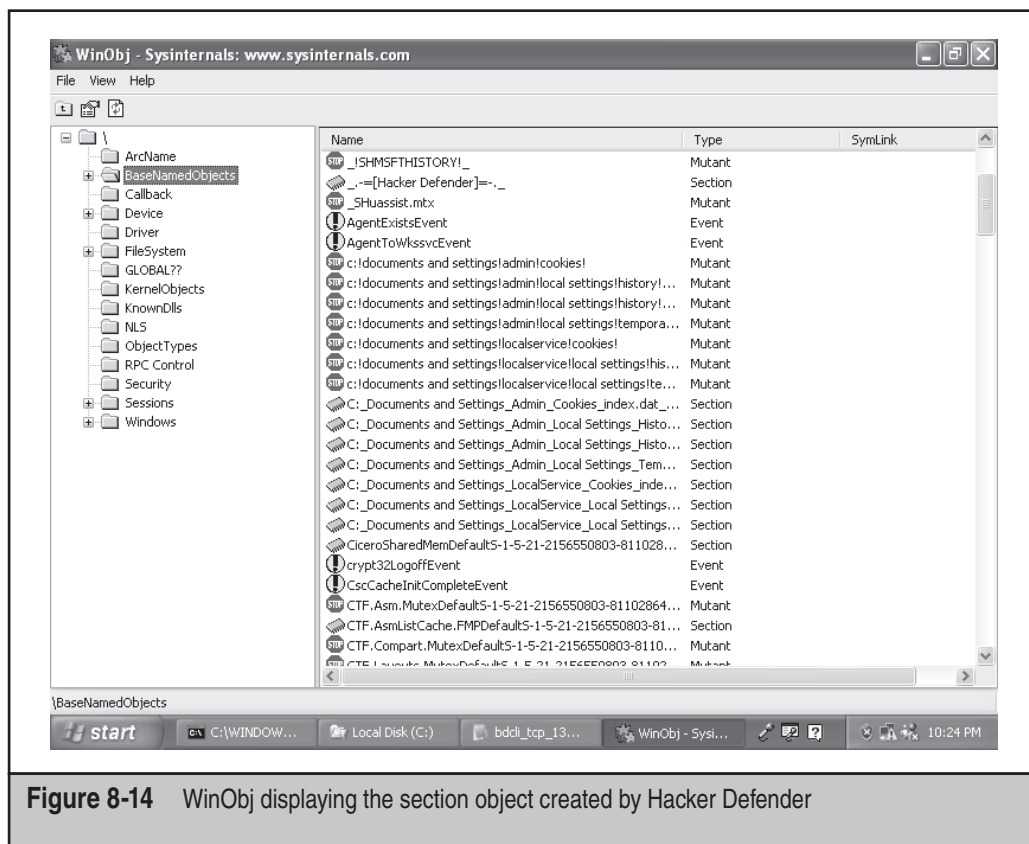 WinObj - Sysinternals: www.sysinternals.com
File View Help
\
ArcName
BaseNamedObjects
Callback
Device
Driver
FileSystem
GLOBAL??
KernelObjects
KnownDlls
NLS
ObjectTypes
RPC Control
Security
Sessions
Windows
Name Type SymLink
_!SHMSFTHISTORY!_ Mutant
_.-=[Hacker Defender]=-._ Section
_SHuassist.mtx Mutant
AgentExistsEvent Event
AgentToWkssvcEvent Event
c:!documents and settings!admin!cookies! Mutant
c:!documents and settings!admin!local settings!history!... Mutant
c:!documents and settings!admin!local settings!history!... Mutant
c:!documents and settings!admin!local settings!tempora... Mutant
c:!documents and settings!localservice!cookies! Mutant
c:!documents and settings!localservice!local settings!his... Mutant
c:!documents and settings!localservice!local settings!te... Mutant
C:_Documents and Settings_Admin_Cookies_index.dat_... Section
C:_Documents and Settings_Admin_Local Settings_Histo... Section
C:_Documents and Settings_Admin_Local Settings_Histo... Section
C:_Documents and Settings_Admin_Local Settings_Tem... Section
C:_Documents and Settings_LocalService_Cookies_inde... Section
C:_Documents and Settings_LocalService_Local Settings... Section
C:_Documents and Settings_LocalService_Local Settings... Section
CiceroSharedMemDefaultS-1-5-21-2156550803-811028... Section
crypt32LogoffEvent Event
CscCacheInitCompleteEvent Event
CTF.Asm.MutexDefaultS-1-5-21-2156550803-81102864... Mutant
CTF.AsmListCache.FMPDefaultS-1-5-21-2156550803-81... Section
CTF.Compart.MutexDefaultS-1-5-21-2156550803-8110... Mutant
CTF.Layouts.MutexDefaultS-1-5-21-2156550803-81102... Mutant
\BaseNamedObjects
start C:\WINDOW... Local Disk (C:) bdcli_tcp_13... WinObj - Sysi... 10:24 PM
Figure 8-14 WinObj displaying the section object created by Hacker Defender